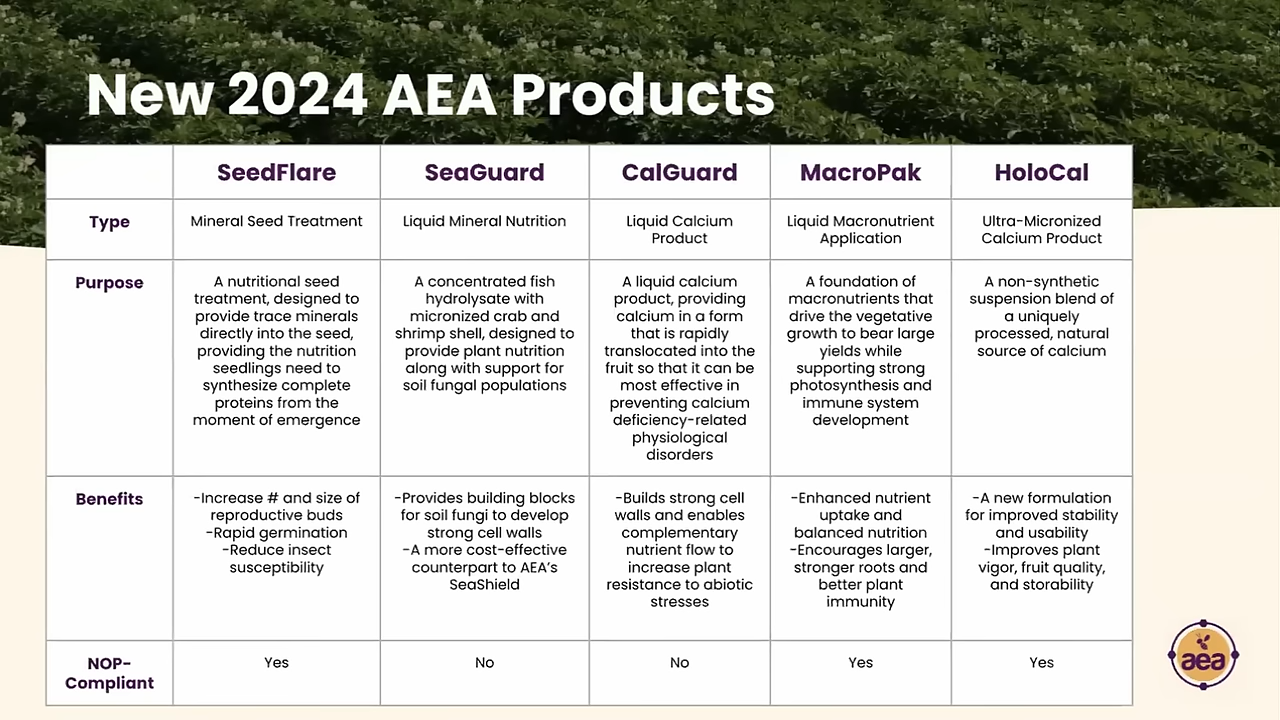 New 2024 AEA Products
SeedFlare
SeaGuard
CalGuard
MacroPak
HoloCal
Type
Mineral Seed Treatment
Liquid Mineral Nutrition
Liquid Calcium
Product
Liquid Macronutrient
Application
Ultra-Micronized
Calcium Product
Purpose
A nutritional seed
treatment, designed to
provide trace minerals
directly into the seed,
providing the nutrition
seedlings need to
synthesize complete
proteins from the
moment of emergence
A concentrated fish
hydrolysate with
micronized crab and
shrimp shell, designed to
provide plant nutrition
along with support for
soil fungal populations
A liquid calcium
product, providing
calcium in a form
that is rapidly
translocated into the
fruit so that it can be
most effective in
preventing calcium
deficiency-related
physiological
disorders
A foundation of
macronutrients that
drive the vegetative
growth to bear large
yields while
supporting strong
photosynthesis and
immune system
development
A non-synthetic
suspension blend of
a uniquely
processed, natural
source of calcium
Benefits
-Increase # and size of
reproductive buds
-Rapid germination
-Reduce insect
susceptibility
-Provides building blocks
for soil fungi to develop
strong cell walls
-A more cost-effective
counterpart to AEA's
SeaShield
-Builds strong cell
walls and enables
complementary
nutrient flow to
increase plant
resistance to abiotic
stresses
-Enhanced nutrient
uptake and
balanced nutrition
-Encourages larger,
stronger roots and
better plant
immunity
-A new formulation
for improved stability
and usability
-Improves plant
vigor, fruit quality,
and storability
NOP-
Compliant
Yes
No
No
Yes
Yes
aea